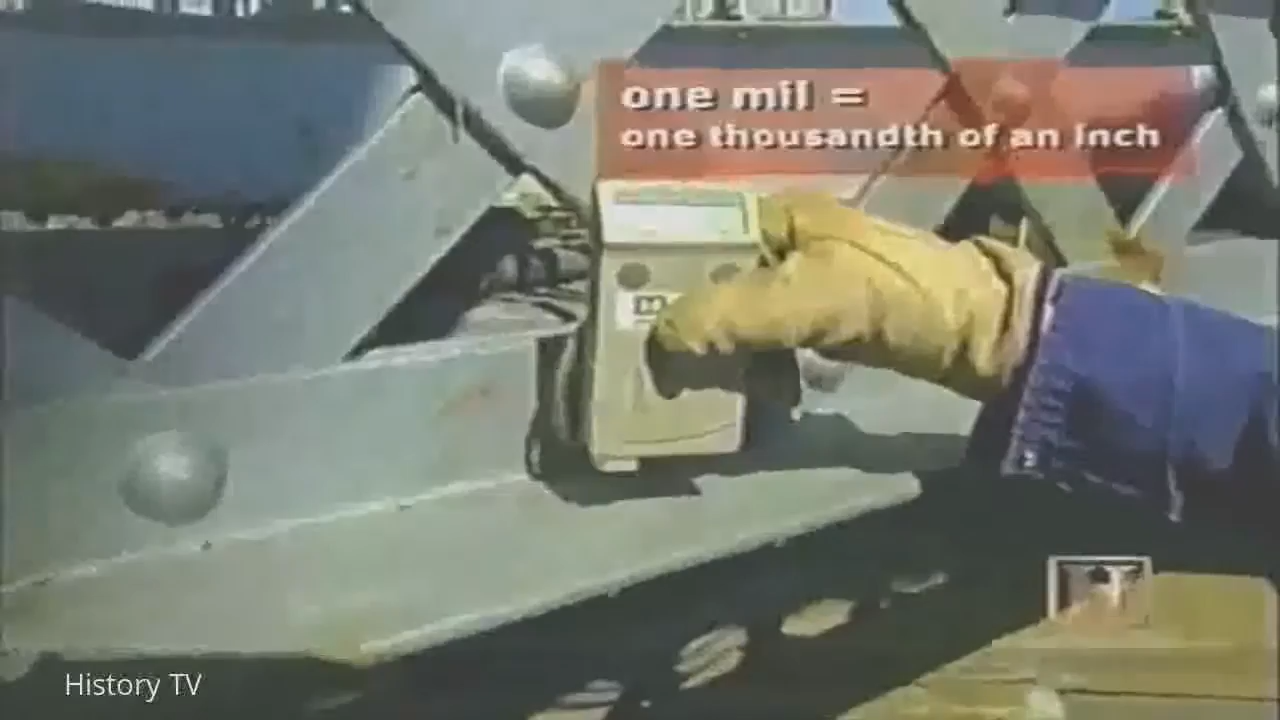 one mil =
one thousandth of an inch
History TV